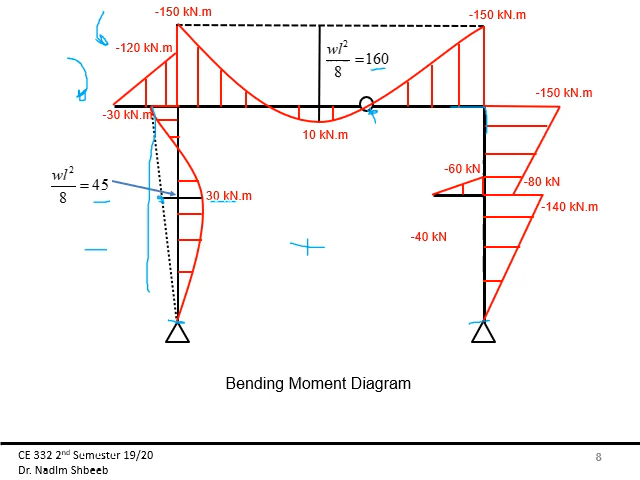 -150 kN.m
-150 kN.m
-120 kN.m
wl²/8 =160
-30 kN.m
-150 kN.m
10 kN.m
wl²/8 = 45
30 kN.m
-60 kN
-80 kN
-140 kN.m
-40 kN
Bending Moment Diagram
CE 332 2nd Semester 19/20
Dr. Nadim Shbeeb
8